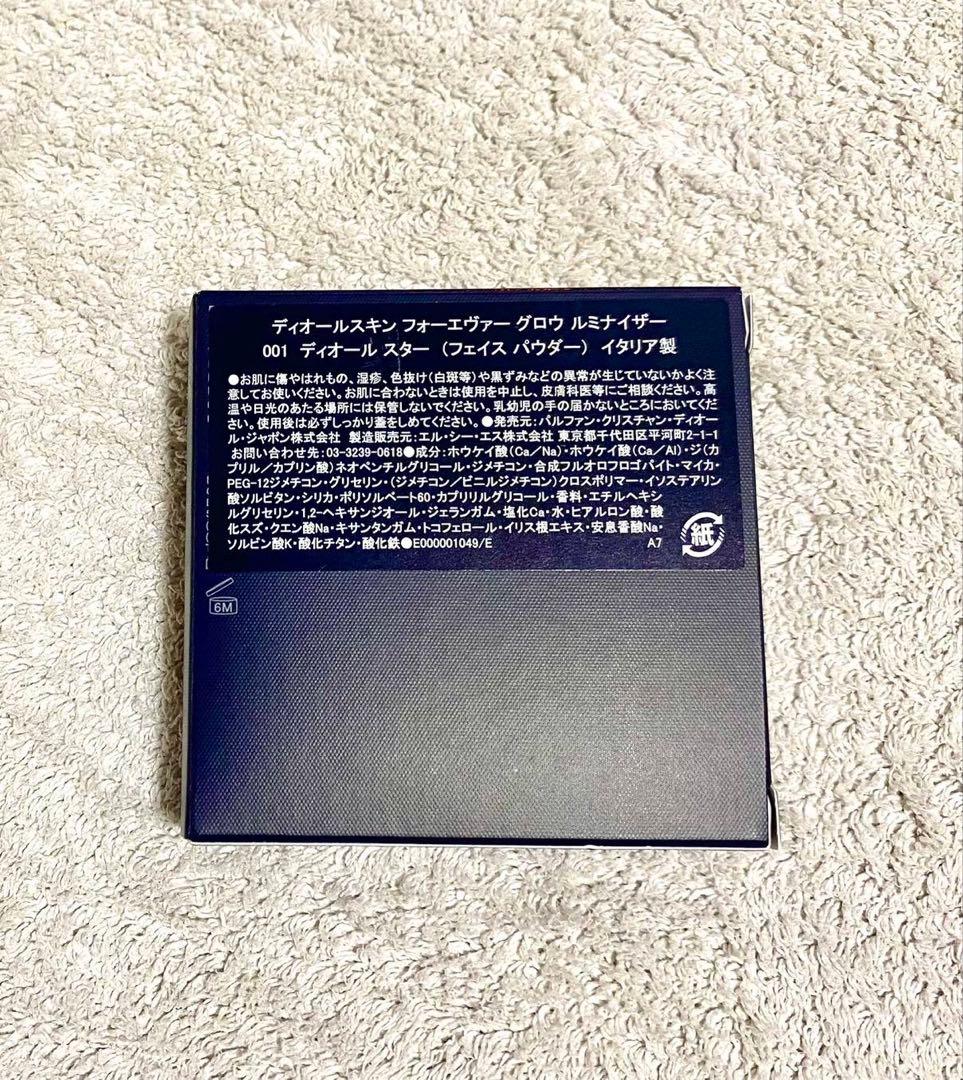 ディオールスキン フォーエヴァー グロウ ルミナイザー
001 ディオール スター (フェイス パウダー) イタリア製
●お肌に傷やはれもの、湿疹、色抜け(白斑等)や黒ずみなどの異常が生じていないかよく注
意してお使いください。お肌に合わないときは使用を中止し、皮膚科医等にご相談ください。高
温や日光のあたる場所には保管しないでください。乳幼児の手の届かないところにおいてくだ
さい。使用後は必ずしっかり蓋をしめてください。●発売元:パルファン・クリスチャン・ディオー
ル・ジャポン株式会社 製造販売元:エル・シー・エス株式会社 東京都千代田区平河町2-1-1
お問い合わせ先:03-3239-0618●成分:ホウケイ酸(Ca/Na)・ホウケイ酸(Ca/Al)・ジ(カ
プリル/カプリン酸)ネオペンチルグリコール・ジメチコン・合成フルオロフロゴパイト・マイカ・
PEG-12ジメチコン・グリセリン・(ジメチコン/ビニルジメチコン)クロスポリマー・イソステアリン
酸ソルビタン・シリカ・ポリソルベート60・カプリリルグリコール・香料・エチルヘキシ
ルグリセリン・1,2-ヘキサンジオール・ジェランガム・塩化Ca・水・ヒアルロン酸・酸
化スズ・クエン酸Na・キサンタンガム・トコフェロール・イリス根エキス・安息香酸Na・
ソルビン酸K・酸化チタン・酸化鉄●E000001049/E A7
紙
6M